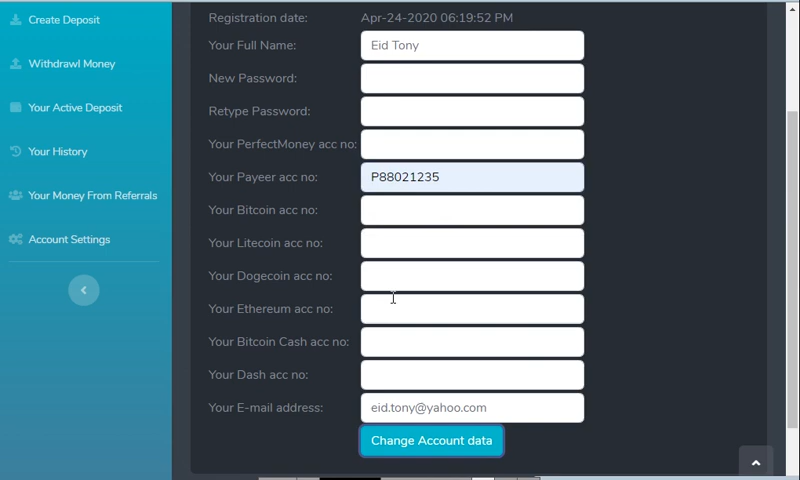 Create Deposit
Withdrawl Money
Your Active Deposit
Your History
Your Money From Referrals
Account Settings
Registration date: Apr-24-2020 06:19:52 PM
Your Full Name: Eid Tony
New Password:
Retype Password:
Your PerfectMoney acc no:
Your Payeer acc no: P88021235
Your Bitcoin acc no:
Your Litecoin acc no:
Your Dogecoin acc no:
Your Ethereum acc no:
Your Bitcoin Cash acc no:
Your Dash acc no:
Your E-mail address: eid.tony@yahoo.com
Change Account data